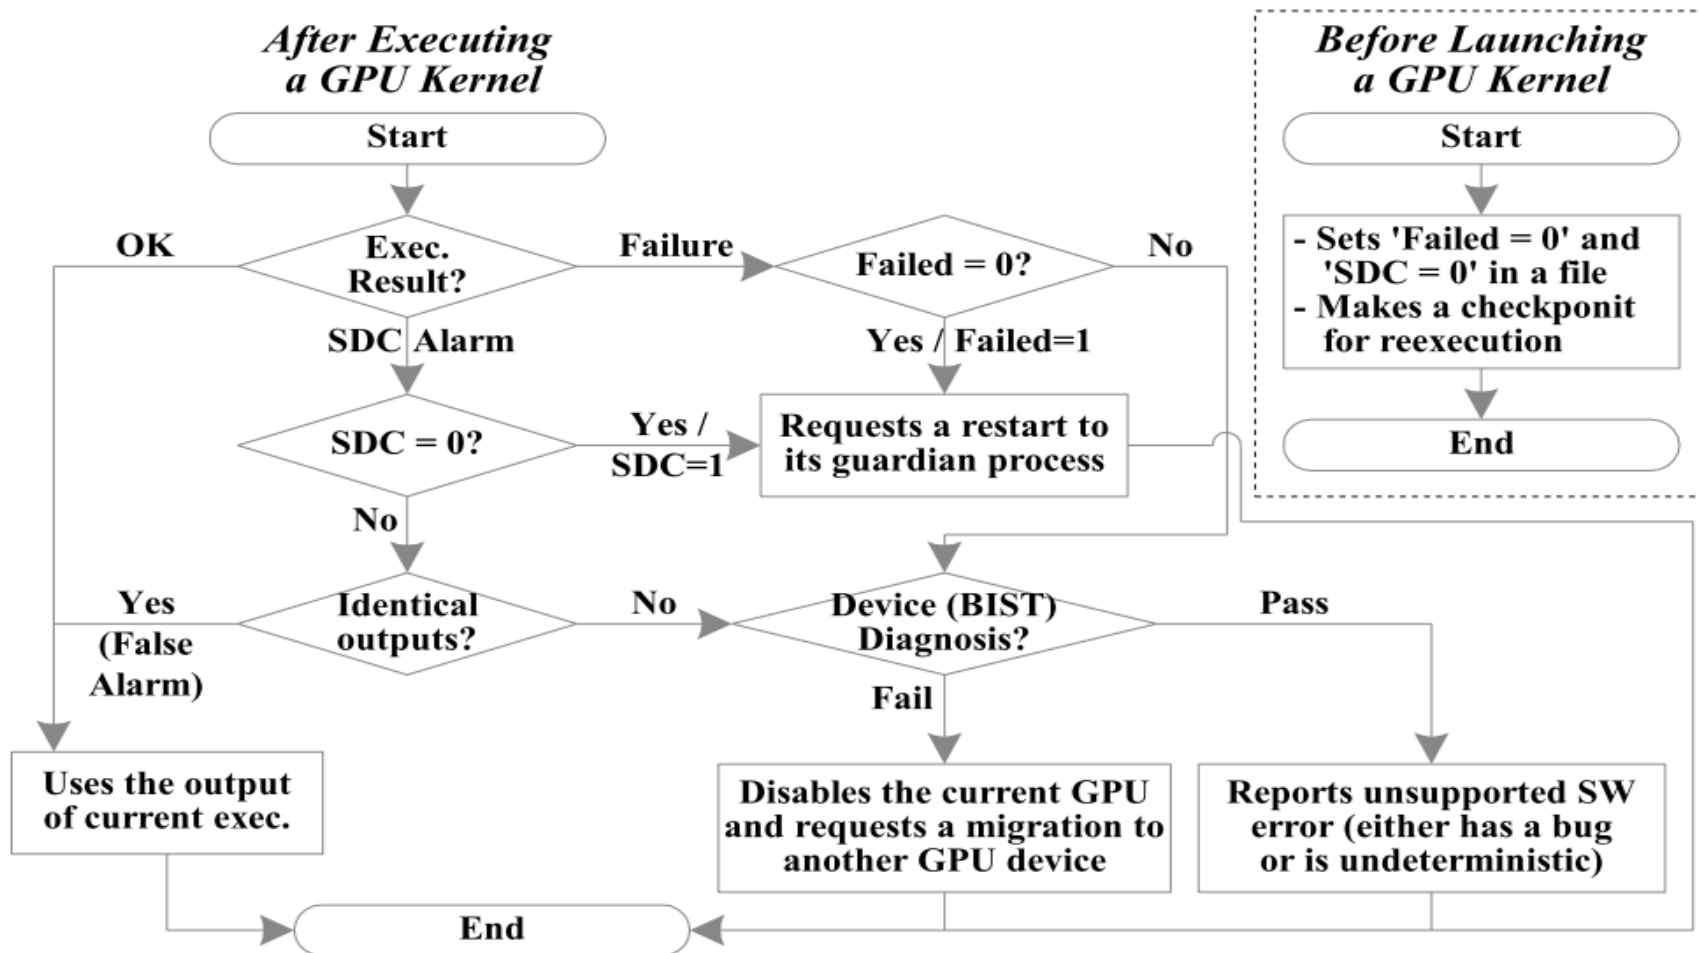 After Executing
a GPU Kernel
Start
OK
Exec.
Result?
Failure
Failed = 0?
No
SDC Alarm
Yes / Failed=1
SDC = 0?
Yes /
SDC=1
Requests a restart to
its guardian process
No
Yes
(False
Alarm)
Identical
outputs?
No
Device (BIST)
Diagnosis?
Pass
Fail
Uses the output
of current exec.
Disables the current GPU
and requests a migration to
another GPU device
Reports unsupported SW
error (either has a bug
or is undeterministic)
End
Before Launching
a GPU Kernel
Start
- Sets 'Failed = 0' and
'SDC = 0' in a file
- Makes a checkponit
for reexecution
End